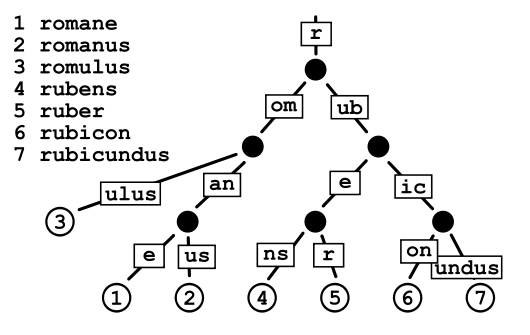 1 romane
2 romanus
3 romulus
4 rubens
5 ruber
6 rubicon
7 rubicundus
r
om ub
ulus an e ic
3
e us ns r on undus
1 2 4 5 6 7